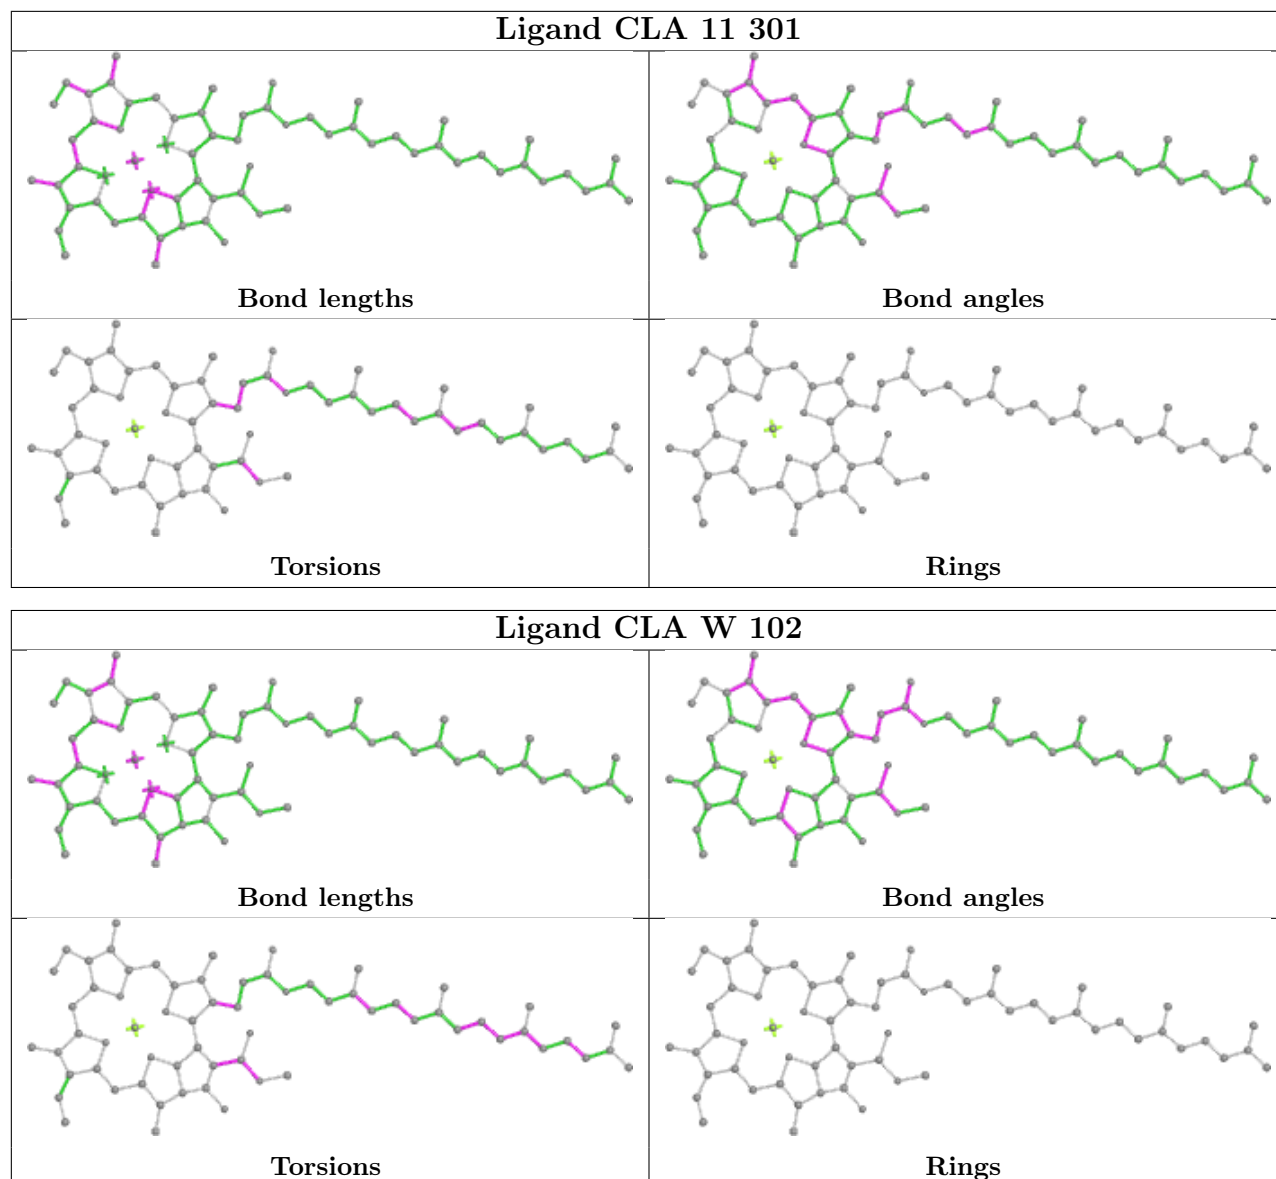 Ligand CLA 11 301
Bond lengths
Bond angles
Torsions
Rings
Ligand CLA W 102
Bond lengths
Bond angles
Torsions
Rings